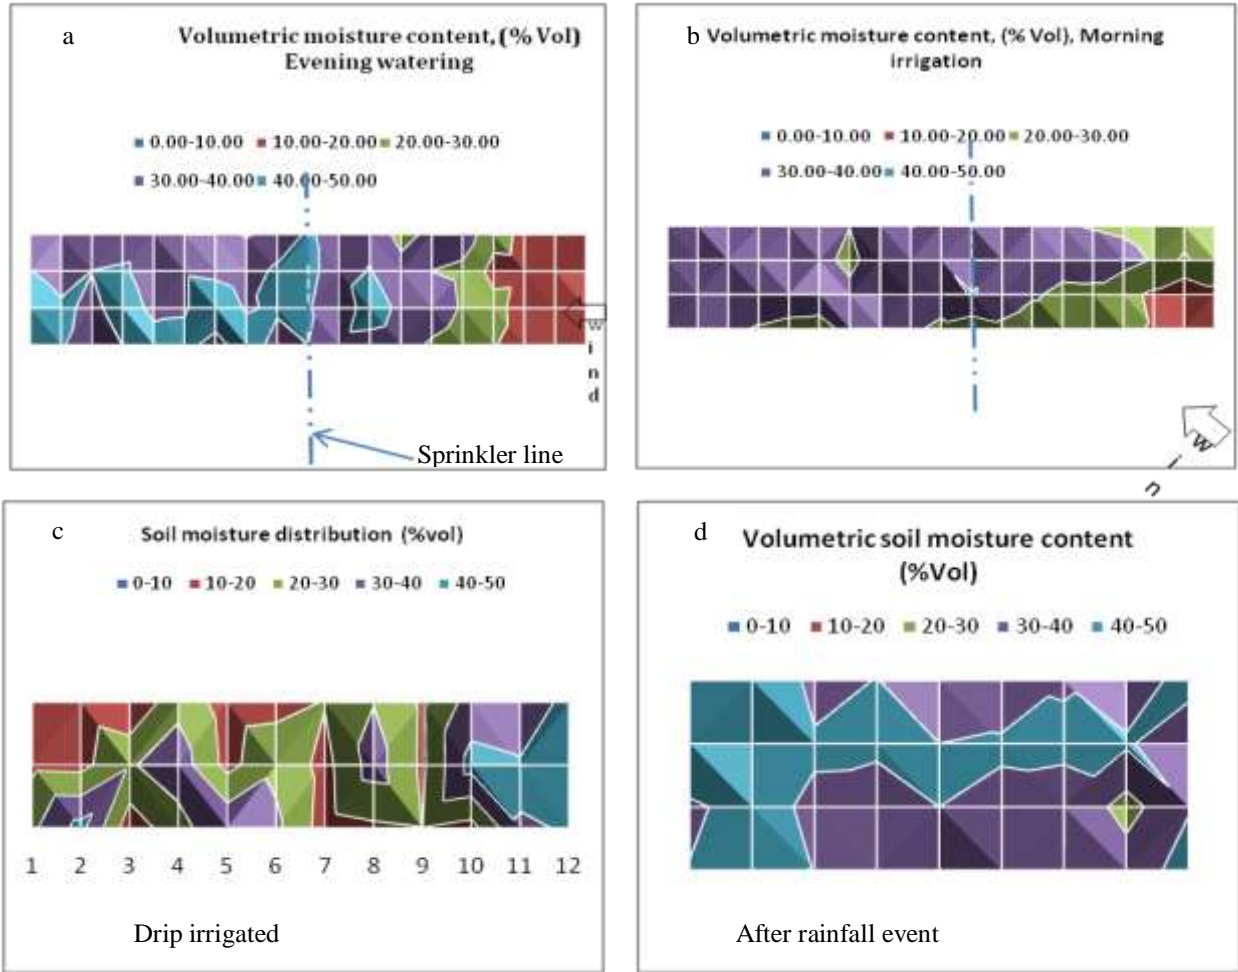 a
Volumetric moisture content, (% Vol)
Evening watering
0.00-10.00 10.00-20.00 20.00-30.00
30.00-40.00 40.00-50.00
w
i
n
d
Sprinkler line
b
Volumetric moisture content, (% Vol), Morning
irrigation
0.00-10.00 10.00-20.00 20.00-30.00
30.00-40.00 40.00-50.00
w
i
n
c
Soil moisture distribution (%vol)
0-10 10-20 20-30 30-40 40-50
1 2 3 4 5 6 7 8 9 10 11 12
Drip irrigated
d
Volumetric soil moisture content
(%Vol)
0-10 10-20 20-30 30-40 40-50
After rainfall event